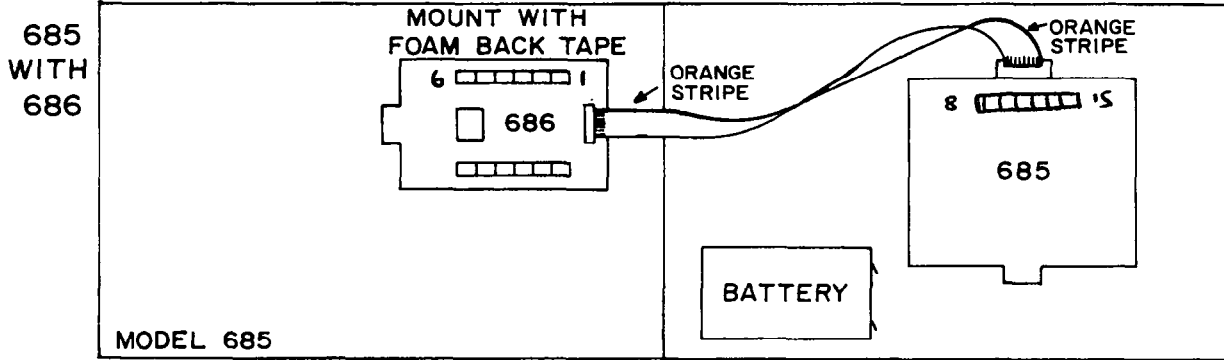 685
WITH
686
MOUNT WITH
FOAM BACK TAPE
6 1
686
ORANGE
STRIPE
ORANGE
STRIPE
8
685
BATTERY
MODEL 685